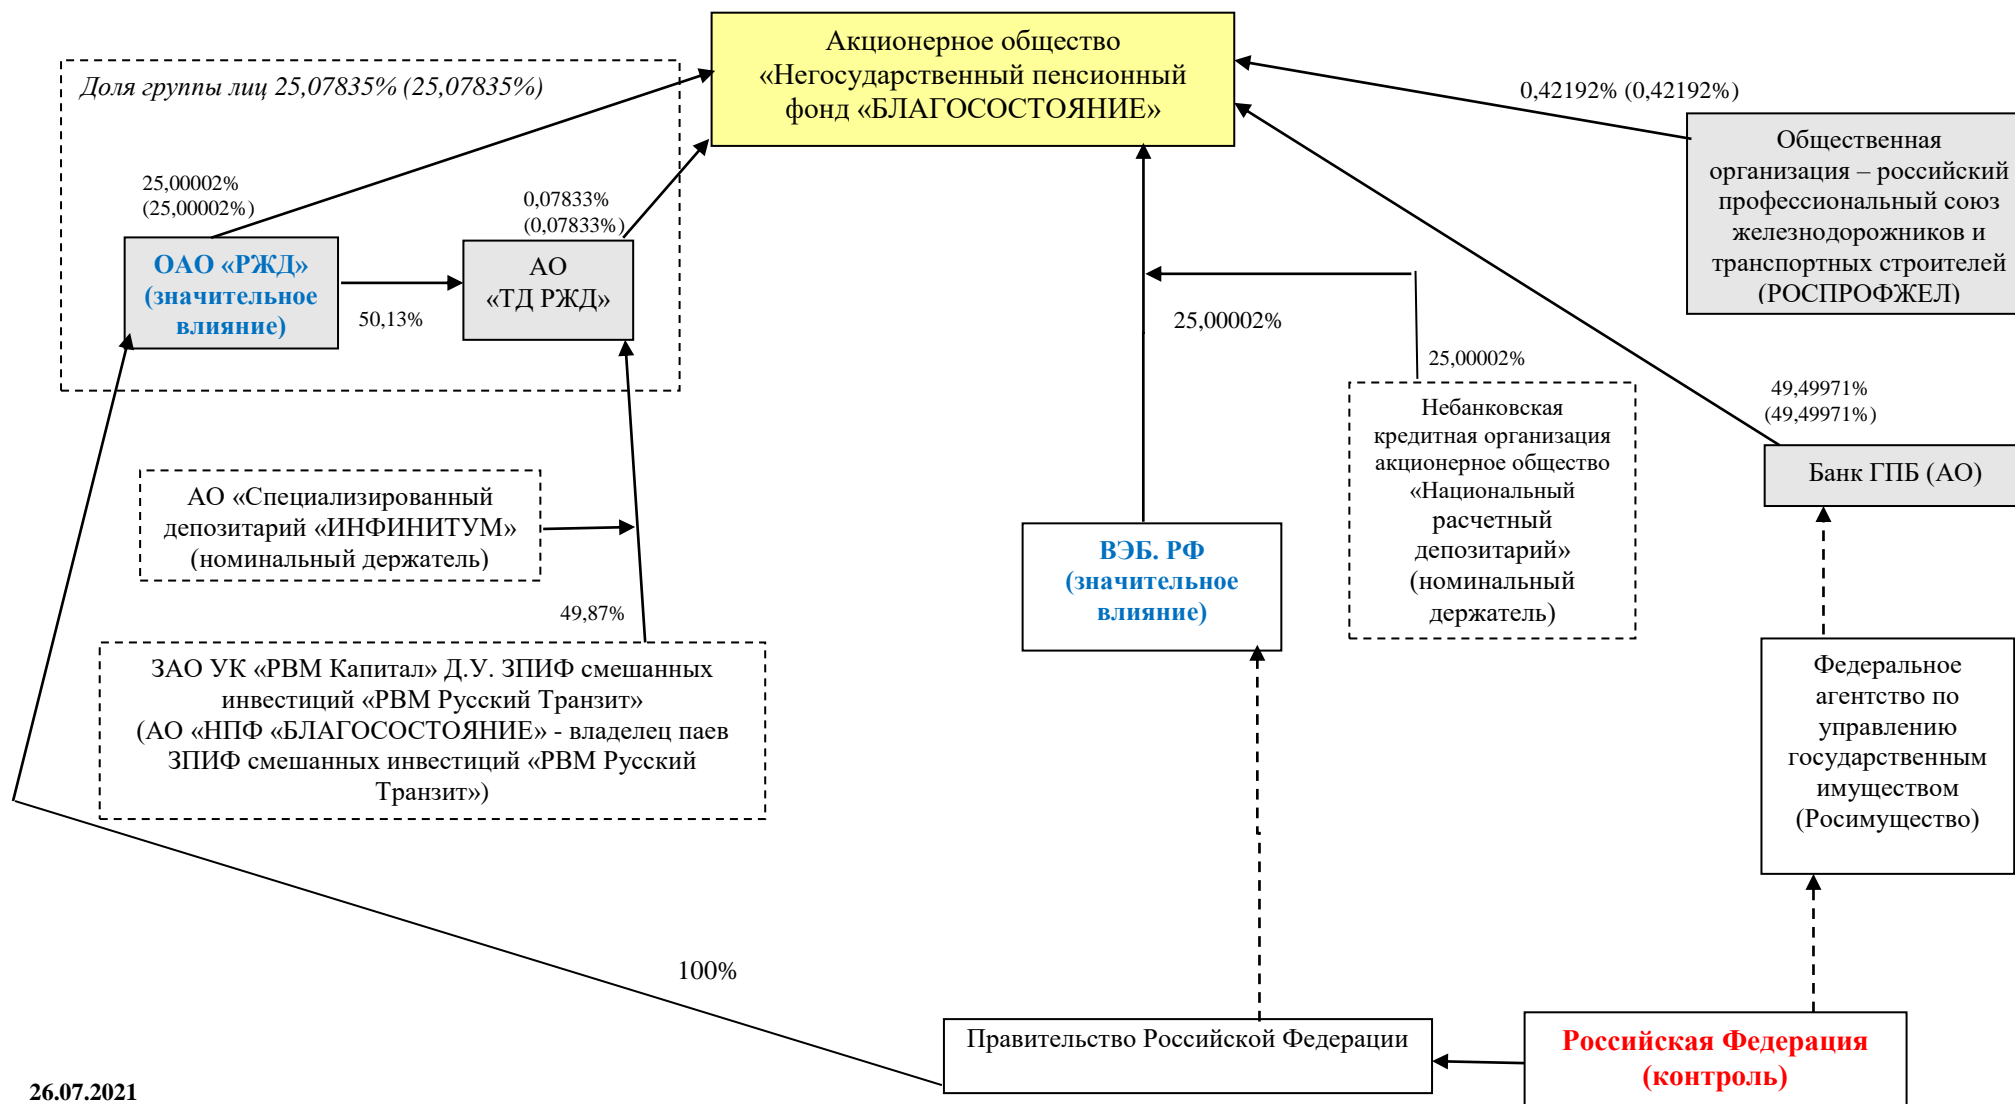 Акционерное общество
«Негосударственный пенсионный
фонд «БЛАГОСОСТОЯНИЕ»
Доля группы лиц 25,07835% (25,07835%)
0,42192% (0,42192%)
Общественная
организация – российский
профессиональный союз
железнодорожников и
транспортных строителей
(РОСПРОФЖЕЛ)
25,00002%
(25,00002%)
0,07833%
(0,07833%)
ОАО «РЖД»
(значительное
влияние)
50,13%
АО
«ТД РЖД»
25,00002%
25,00002%
49,49971%
(49,49971%)
Небанковская
кредитная организация
акционерное общество
«Национальный
расчетный
депозитарий»
(номинальный
держатель)
Банк ГПБ (АО)
АО «Специализированный
депозитарий «ИНФИНИТУМ»
(номинальный держатель)
ВЭБ. РФ
(значительное
влияние)
49,87%
ЗАО УК «РВМ Капитал» Д.У. ЗПИФ смешанных
инвестиций «РВМ Русский Транзит»
(АО «НПФ «БЛАГОСОСТОЯНИЕ» - владелец паев
ЗПИФ смешанных инвестиций «РВМ Русский
Транзит»)
Федеральное
агентство по
управлению
государственным
имуществом
(Росимущество)
100%
Правительство Российской Федерации
Российская Федерация
(контроль)
26.07.2021